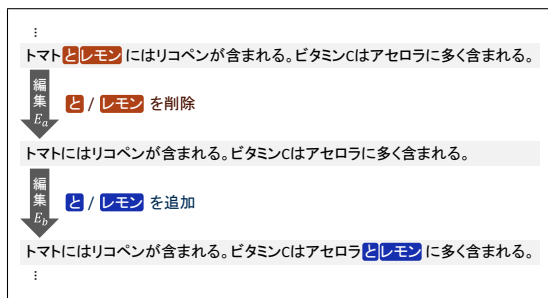 ⋮
トマトとレモンにはリコペンが含まれる。ビタミンCはアセロラに多く含まれる。
編集 Ea
と / レモン を削除
トマトにはリコペンが含まれる。ビタミンCはアセロラに多く含まれる。
編集 Eb
と / レモン を追加
トマトにはリコペンが含まれる。ビタミンCはアセロラとレモンに多く含まれる。
⋮